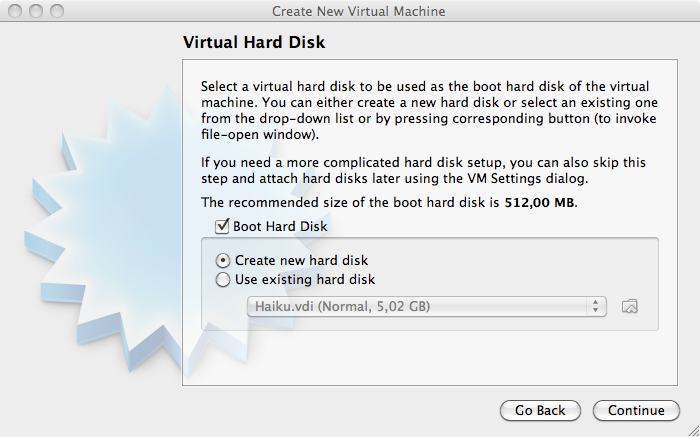 Create New Virtual Machine
Virtual Hard Disk
Select a virtual hard disk to be used as the boot hard disk of the virtual
machine. You can either create a new hard disk or select an existing one
from the drop-down list or by pressing corresponding button (to invoke
file-open window).
If you need a more complicated hard disk setup, you can also skip this
step and attach hard disks later using the VM Settings dialog.
The recommended size of the boot hard disk is 512,00 MB.
Boot Hard Disk
Create new hard disk
Use existing hard disk
Haiku.vdi (Normal, 5,02 GB)
Go Back Continue